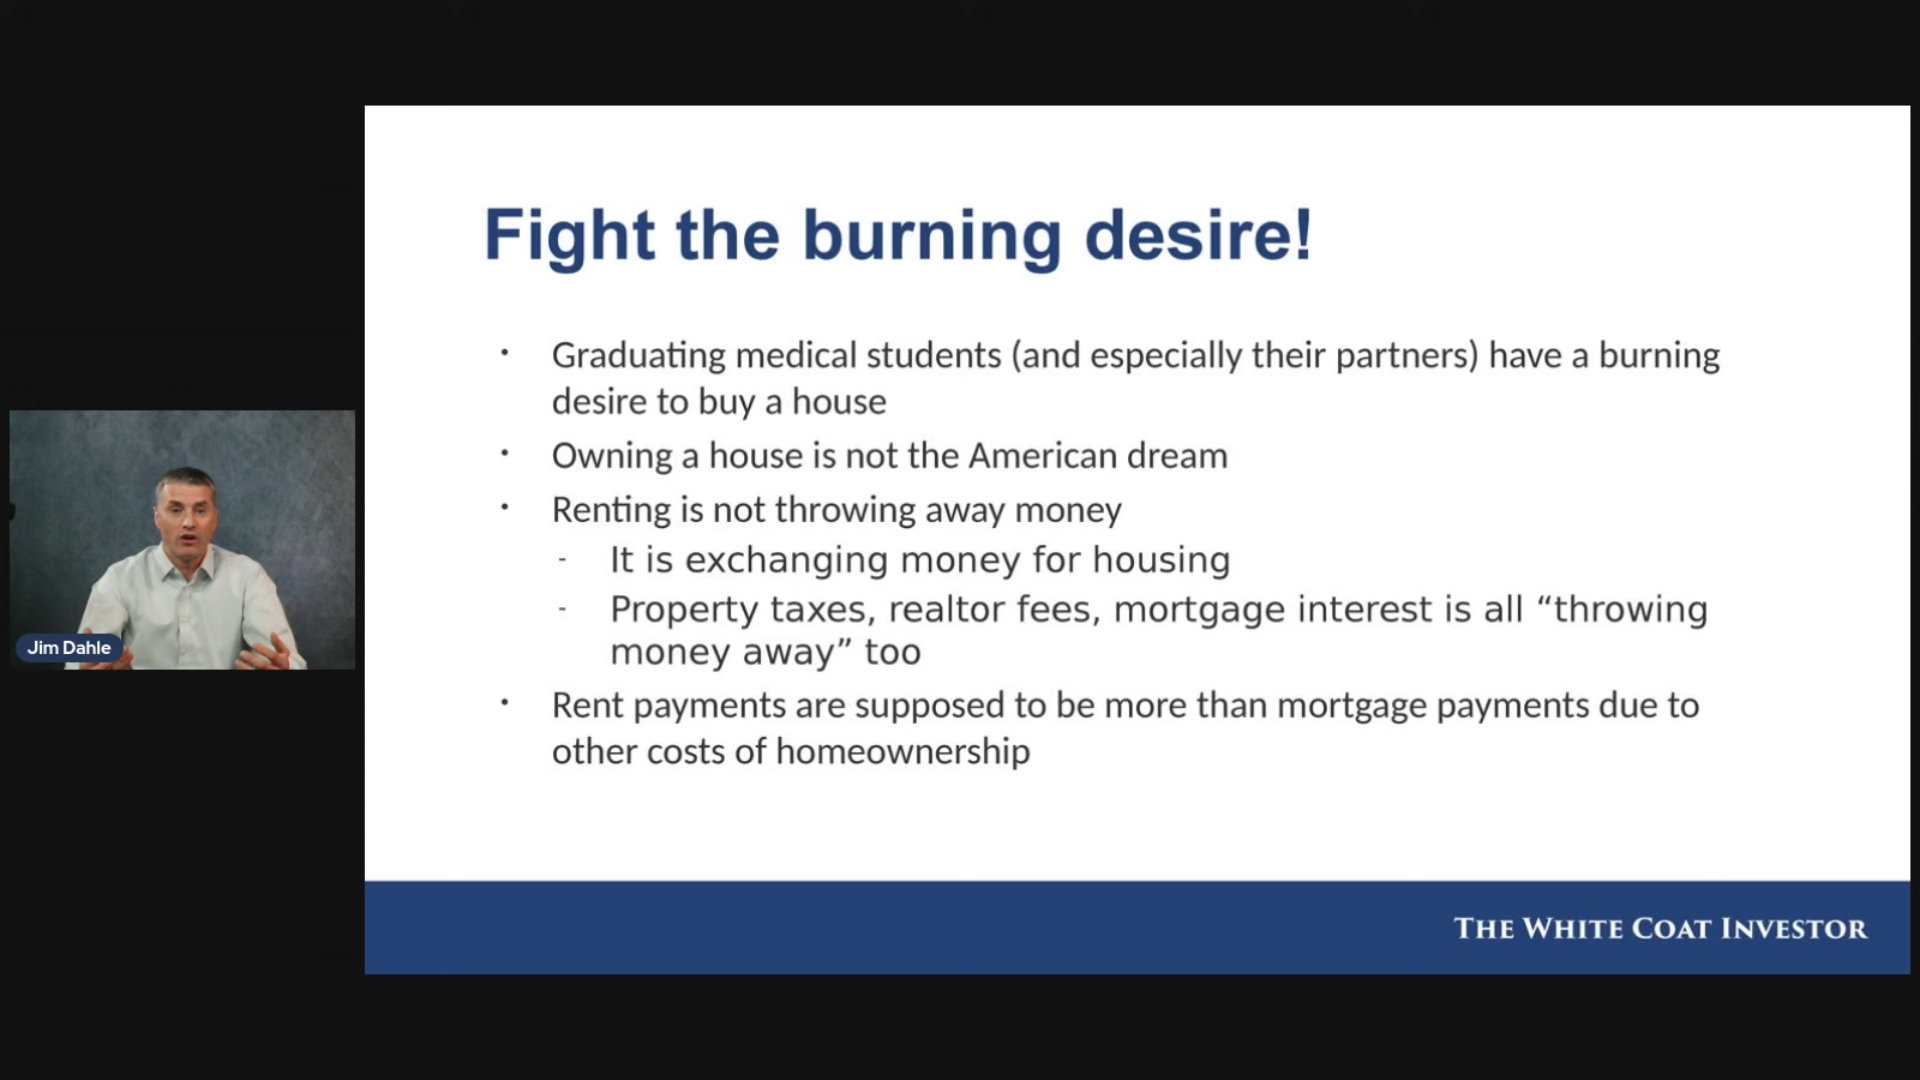 Fight the burning desire!
• Graduating medical students (and especially their partners) have a burning
desire to buy a house
• Owning a house is not the American dream
• Renting is not throwing away money
- It is exchanging money for housing
- Property taxes, realtor fees, mortgage interest is all “throwing
money away” too
• Rent payments are supposed to be more than mortgage payments due to
other costs of homeownership
Jim Dahle
THE WHITE COAT INVESTOR